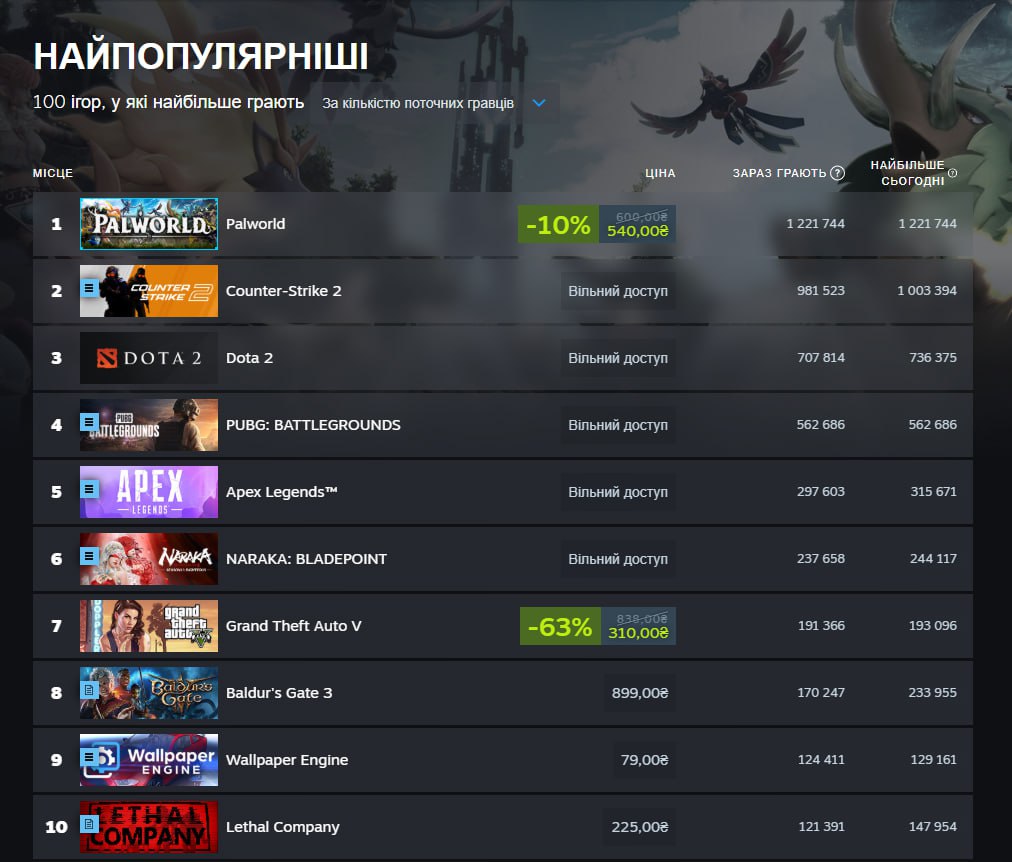 НАЙПОПУЛЯРНІШІ
100 ігор, у які найбільше грають За кількістю поточних гравців
МІСЦЕ ЦІНА ЗАРАЗ ГРАЮТЬ ? НАЙБІЛЬШЕ СЬОГОДНІ ?
1 PALWORLD Palworld -10% 600,00₴ 540,00₴ 1 221 744 1 221 744
2 COUNTER STRIKE 2 Counter-Strike 2 Вільний доступ 981 523 1 003 394
3 DOTA 2 Dota 2 Вільний доступ 707 814 736 375
4 PUBG BATTLEGROUNDS PUBG: BATTLEGROUNDS Вільний доступ 562 686 562 686
5 APEX LEGENDS Apex Legends™ Вільний доступ 297 603 315 671
6 NARAKA NARAKA: BLADEPOINT Вільний доступ 237 658 244 117
7 grand theft auto V Grand Theft Auto V -63% 838,00₴ 310,00₴ 191 366 193 096
8 Baldur's Gate Baldur's Gate 3 899,00₴ 170 247 233 955
9 Wallpaper ENGINE Wallpaper Engine 79,00₴ 124 411 129 161
10 LETHAL COMPANY Lethal Company 225,00₴ 121 391 147 954